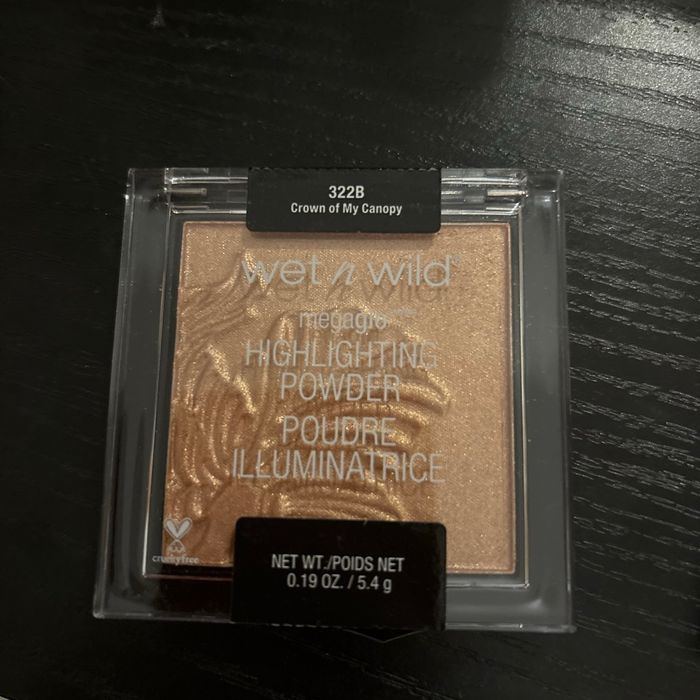 322B
Crown of My Canopy
wet n wild®
megaglo
HIGHLIGHTING
POWDER
POUDRE
ILLUMINATRICE
crueltyfree
NET WT./POIDS NET
0.19 OZ. / 5.4 g